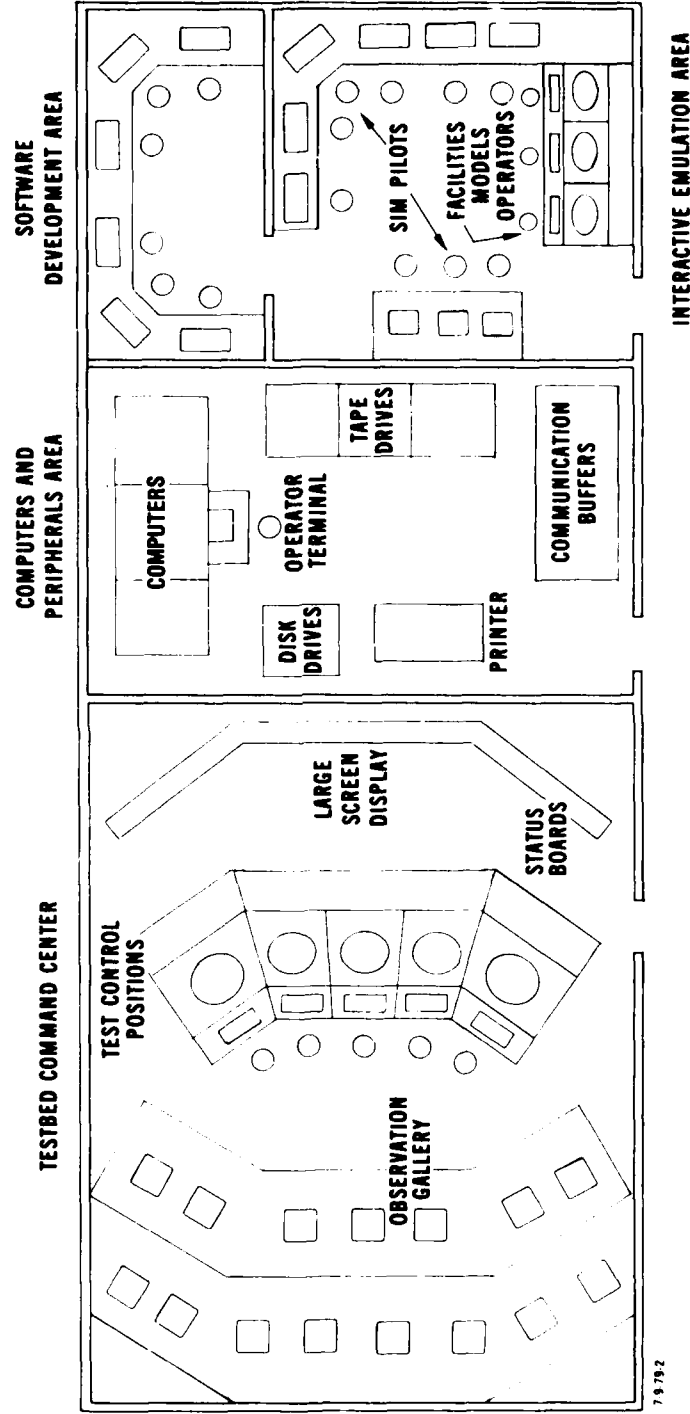 TESTBED COMMAND CENTER
COMPUTERS AND
PERIPHERALS AREA
SOFTWARE
DEVELOPMENT AREA
TEST CONTROL
POSITIONS
OBSERVATION
GALLERY
LARGE
SCREEN
DISPLAY
STATUS
BOARDS
COMPUTERS
OPERATOR
TERMINAL
DISK
DRIVES
TAPE
DRIVES
PRINTER
COMMUNICATION
BUFFERS
SIM PILOTS
FACILITIES
MODELS
OPERATORS
INTERACTIVE EMULATION AREA
7-9-79-2